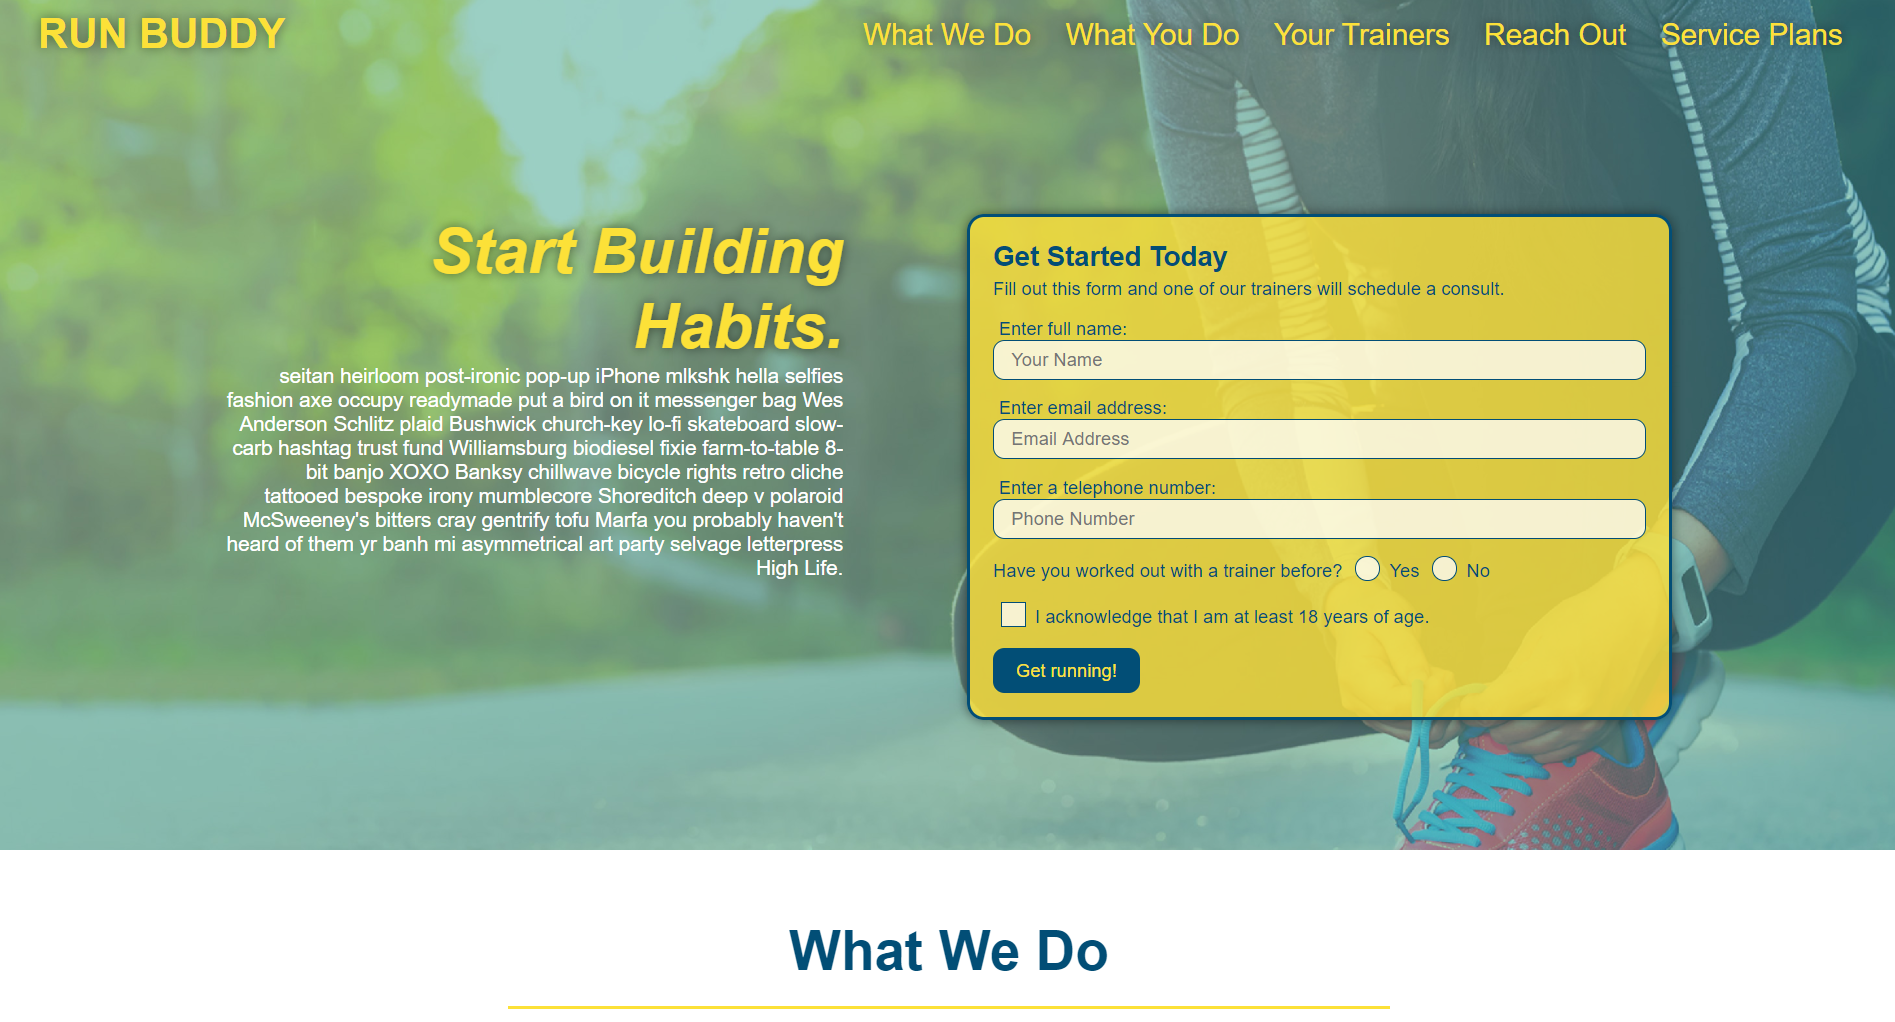 RUN BUDDY
What We Do What You Do Your Trainers Reach Out Service Plans
Start Building
Habits.
seitan heirloom post-ironic pop-up iPhone mlkshk hella selfies
fashion axe occupy readymade put a bird on it messenger bag Wes
Anderson Schlitz plaid Bushwick church-key lo-fi skateboard slow-
carb hashtag trust fund Williamsburg biodiesel fixie farm-to-table 8-
bit banjo XOXO Banksy chillwave bicycle rights retro cliche
tattooed bespoke irony mumblecore Shoreditch deep v polaroid
McSweeney's bitters cray gentrify tofu Marfa you probably haven't
heard of them yr banh mi asymmetrical art party selvage letterpress
High Life.
Get Started Today
Fill out this form and one of our trainers will schedule a consult.
Enter full name:
Your Name
Enter email address:
Email Address
Enter a telephone number:
Phone Number
Have you worked out with a trainer before? Yes No
I acknowledge that I am at least 18 years of age.
Get running!
What We Do